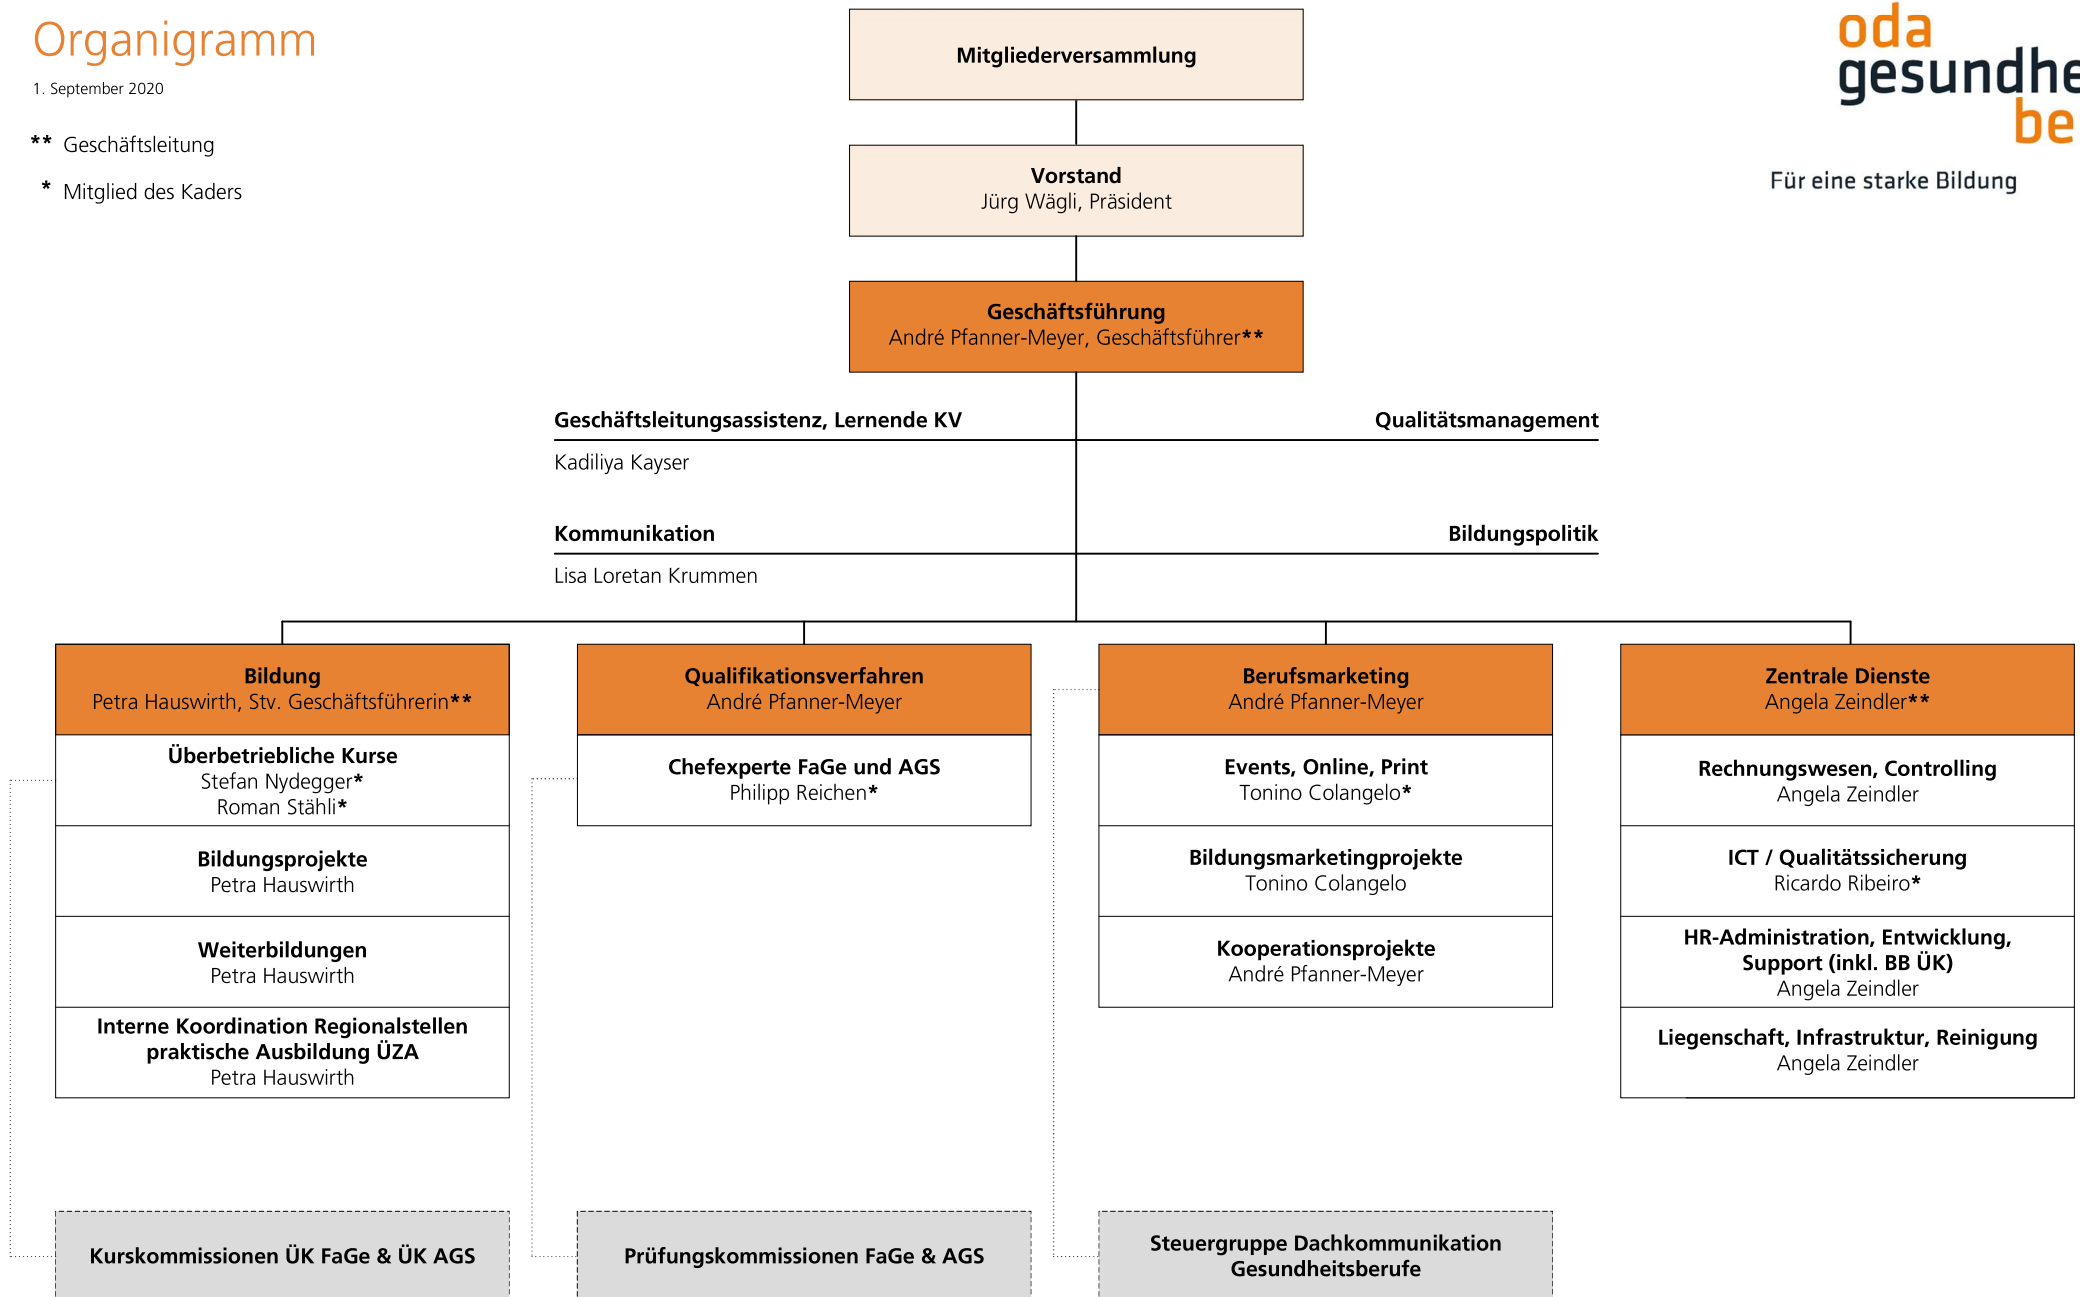 Organigramm
1. September 2020
** Geschäftsleitung
* Mitglied des Kaders
oda
gesundhe
be
Für eine starke Bildung
Mitgliederversammlung
Vorstand
Jürg Wägli, Präsident
Geschäftsführung
André Pfanner-Meyer, Geschäftsführer**
Geschäftsleitungsassistenz, Lernende KV
Kadiliya Kayser
Qualitätsmanagement
Kommunikation
Lisa Loretan Krummen
Bildungspolitik
Bildung
Petra Hauswirth, Stv. Geschäftsführerin**
Überbetriebliche Kurse
Stefan Nydegger*
Roman Stähli*
Bildungsprojekte
Petra Hauswirth
Weiterbildungen
Petra Hauswirth
Interne Koordination Regionalstellen
praktische Ausbildung ÜZA
Petra Hauswirth
Kurskommissionen ÜK FaGe & ÜK AGS
Qualifikationsverfahren
André Pfanner-Meyer
Chefexperte FaGe und AGS
Philipp Reichen*
Prüfungskommissionen FaGe & AGS
Berufsmarketing
André Pfanner-Meyer
Events, Online, Print
Tonino Colangelo*
Bildungsmarketingprojekte
Tonino Colangelo
Kooperationsprojekte
André Pfanner-Meyer
Steuergruppe Dachkommunikation
Gesundheitsberufe
Zentrale Dienste
Angela Zeindler**
Rechnungswesen, Controlling
Angela Zeindler
ICT / Qualitätssicherung
Ricardo Ribeiro*
HR-Administration, Entwicklung,
Support (inkl. BB ÜK)
Angela Zeindler
Liegenschaft, Infrastruktur, Reinigung
Angela Zeindler